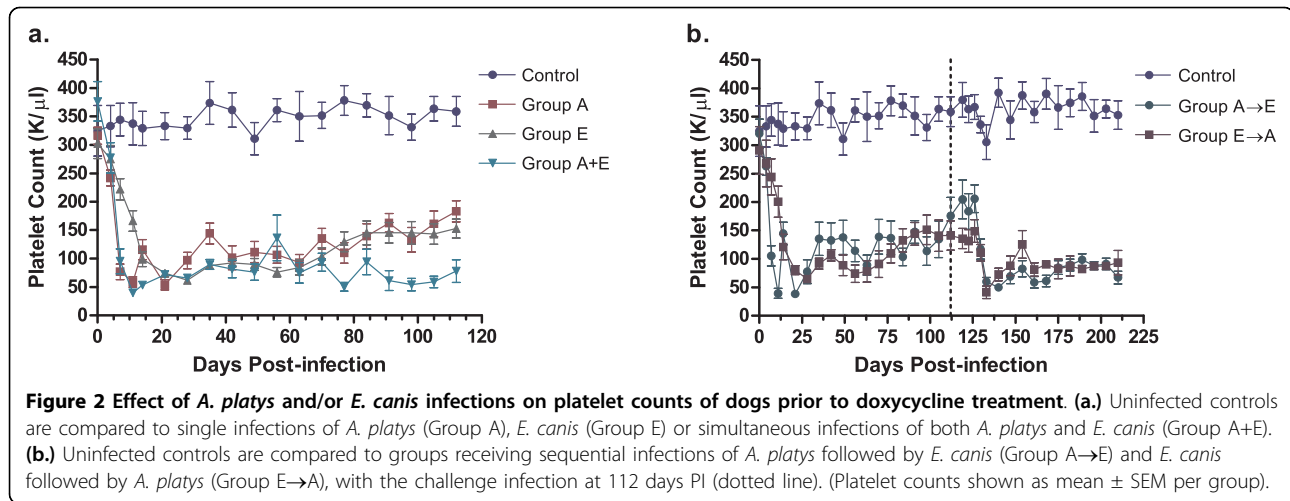 a.
450
400
350
300
250
200
150
100
50
0
Platelet Count (K/µl)
0 20 40 60 80 100 120
Days Post-infection
Control
Group A
Group E
Group A+E
b.
450
400
350
300
250
200
150
100
50
0
Platelet Count (K/µl)
0 25 50 75 100 125 150 175 200 225
Days Post-infection
Control
Group A→E
Group E→A
Figure 2 Effect of A. platys and/or E. canis infections on platelet counts of dogs prior to doxycycline treatment. (a.) Uninfected controls
are compared to single infections of A. platys (Group A), E. canis (Group E) or simultaneous infections of both A. platys and E. canis (Group A+E).
(b.) Uninfected controls are compared to groups receiving sequential infections of A. platys followed by E. canis (Group A→E) and E. canis
followed by A. platys (Group E→A), with the challenge infection at 112 days PI (dotted line). (Platelet counts shown as mean ± SEM per group).